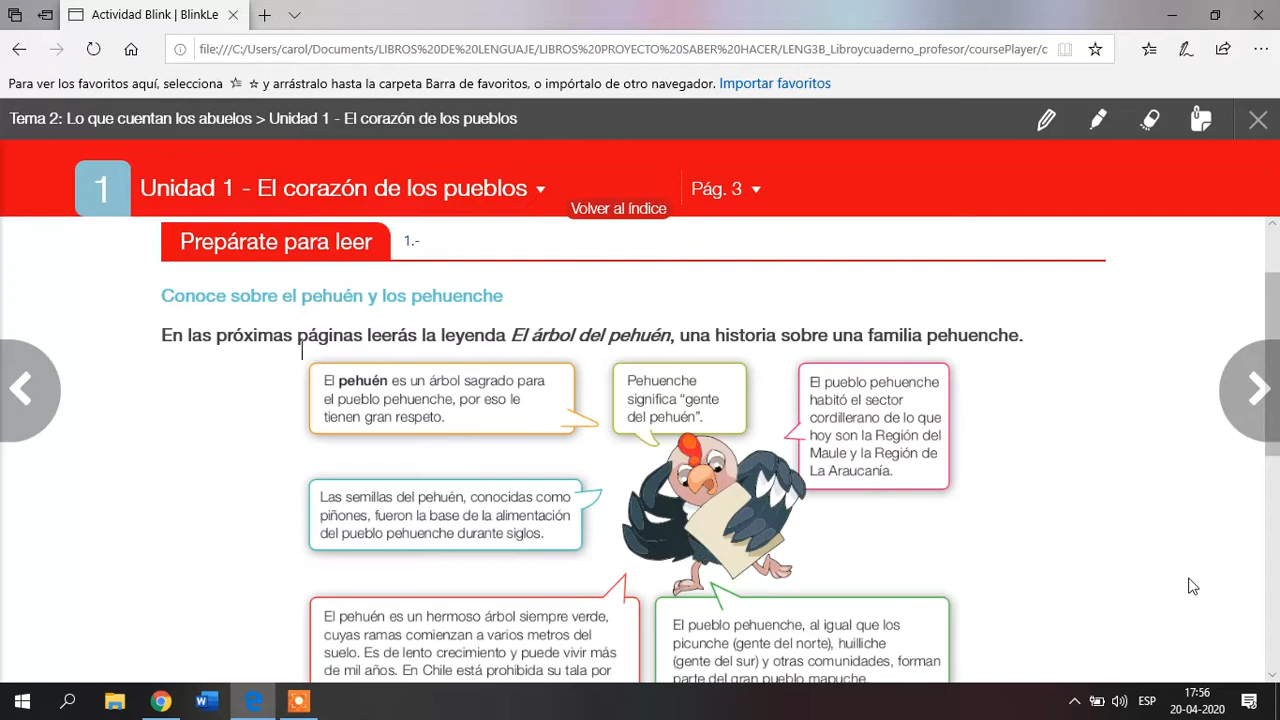 Actividad Blink | BlinkLe
file:///C:/Users/carol/Documents/LIBROS%20DE%20LENGUAJE/LIBROS%20PROYECTO%20SABER%20HACER/LENG3B_Libroycuaderno_profesor/coursePlayer/c
Para ver los favoritos aquí, selecciona y arrástralo hasta la carpeta Barra de favoritos, o impórtalo de otro navegador. Importar favoritos
Tema 2: Lo que cuentan los abuelos > Unidad 1 - El corazón de los pueblos
1 Unidad 1 - El corazón de los pueblos
Pág. 3
Volver al índice
Prepárate para leer
1.-
Conoce sobre el pehuén y los pehuenche
En las próximas páginas leerás la leyenda El árbol del pehuén, una historia sobre una familia pehuenche.
El pehuén es un árbol sagrado para
el pueblo pehuenche, por eso le
tienen gran respeto.
Pehuenche
significa “gente
del pehuén”.
El pueblo pehuenche
habitó el sector
cordillerano de lo que
hoy son la Región del
Maule y la Región de
La Araucanía.
Las semillas del pehuén, conocidas como
piñones, fueron la base de la alimentación
del pueblo pehuenche durante siglos.
El pehuén es un hermoso árbol siempre verde,
cuyas ramas comienzan a varios metros del
suelo. Es de lento crecimiento y puede vivir más
de mil años. En Chile está prohibida su tala por
El pueblo pehuenche, al igual que los
picunche (gente del norte), huilliche
(gente del sur) y otras comunidades, forman
parte del gran pueblo mapuche.
ESP
17:56
20-04-2020